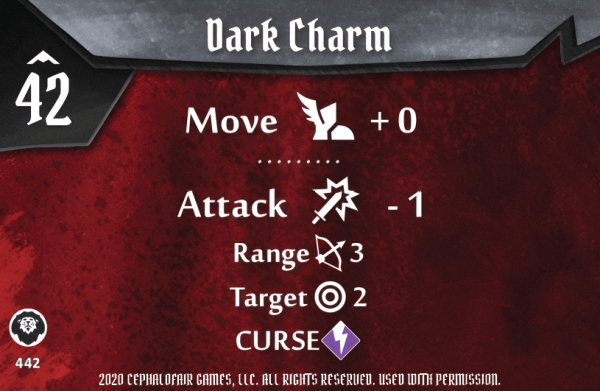 Dark Charm
42
Move + 0
Attack - 1
Range 3
Target 2
CURSE
442
2020 CEPHALOFAIR GAMES, LLC. ALL RIGHTS RESERVED. USED WITH PERMISSION.